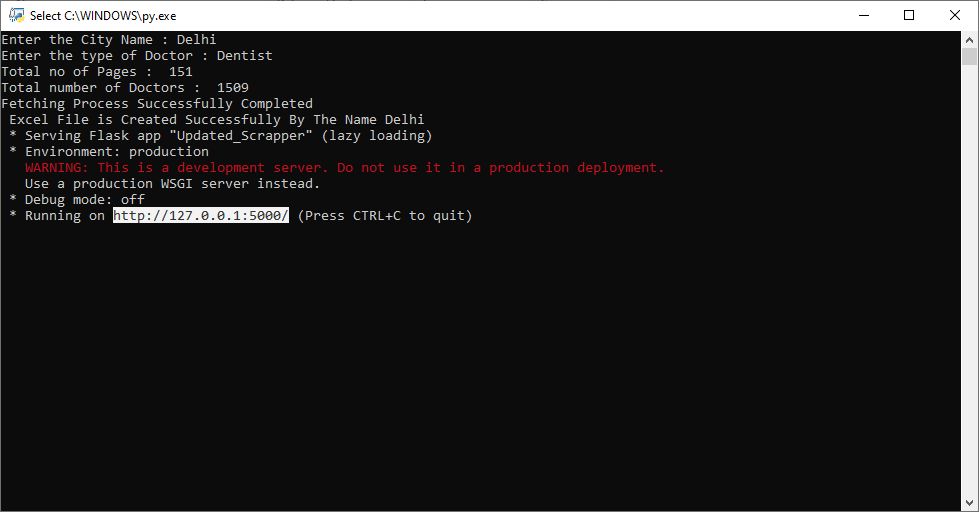 Select C:\WINDOWS\py.exe
Enter the City Name : Delhi
Enter the type of Doctor : Dentist
Total no of Pages :  151
Total number of Doctors :  1509
Fetching Process Successfully Completed
 Excel File is Created Successfully By The Name Delhi
 * Serving Flask app "Updated_Scrapper" (lazy loading)
 * Environment: production
   WARNING: This is a development server. Do not use it in a production deployment.
   Use a production WSGI server instead.
 * Debug mode: off
 * Running on http://127.0.0.1:5000/ (Press CTRL+C to quit)